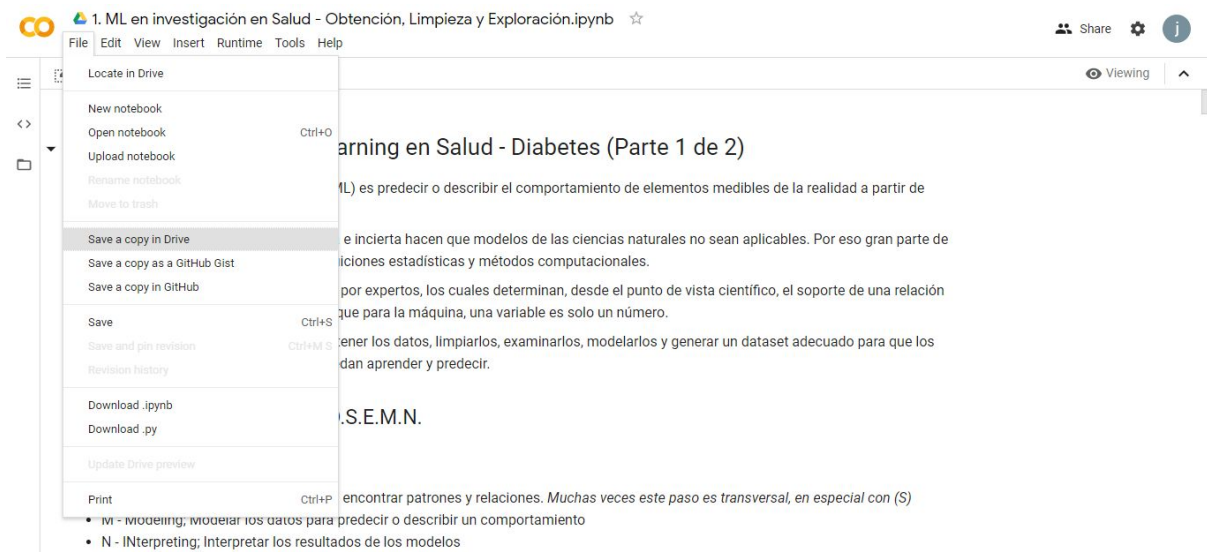 1. ML en investigación en Salud - Obtención, Limpieza y Exploración.ipynb
File Edit View Insert Runtime Tools Help
Share
j
Locate in Drive
Viewing
New notebook
Open notebook Ctrl+O
Upload notebook
Rename notebook
Move to trash
Save a copy in Drive
Save a copy as a GitHub Gist
Save a copy in GitHub
Save Ctrl+S
Save and pin revision Ctrl+M S
Revision history
Download .ipynb
Download .py
Update Drive preview
Print Ctrl+P
arning en Salud - Diabetes (Parte 1 de 2)
ML) es predecir o describir el comportamiento de elementos medibles de la realidad a partir de
e incierta hacen que modelos de las ciencias naturales no sean aplicables. Por eso gran parte de
iciones estadísticas y métodos computacionales.
por expertos, los cuales determinan, desde el punto de vista científico, el soporte de una relación
que para la máquina, una variable es solo un número.
tener los datos, limpiarlos, examinarlos, modelarlos y generar un dataset adecuado para que los
dan aprender y predecir.
.S.E.M.N.
encontrar patrones y relaciones. Muchas veces este paso es transversal, en especial con (S)
• M - Modeling; Modelar los datos para predecir o describir un comportamiento
• N - INterpreting; Interpretar los resultados de los modelos